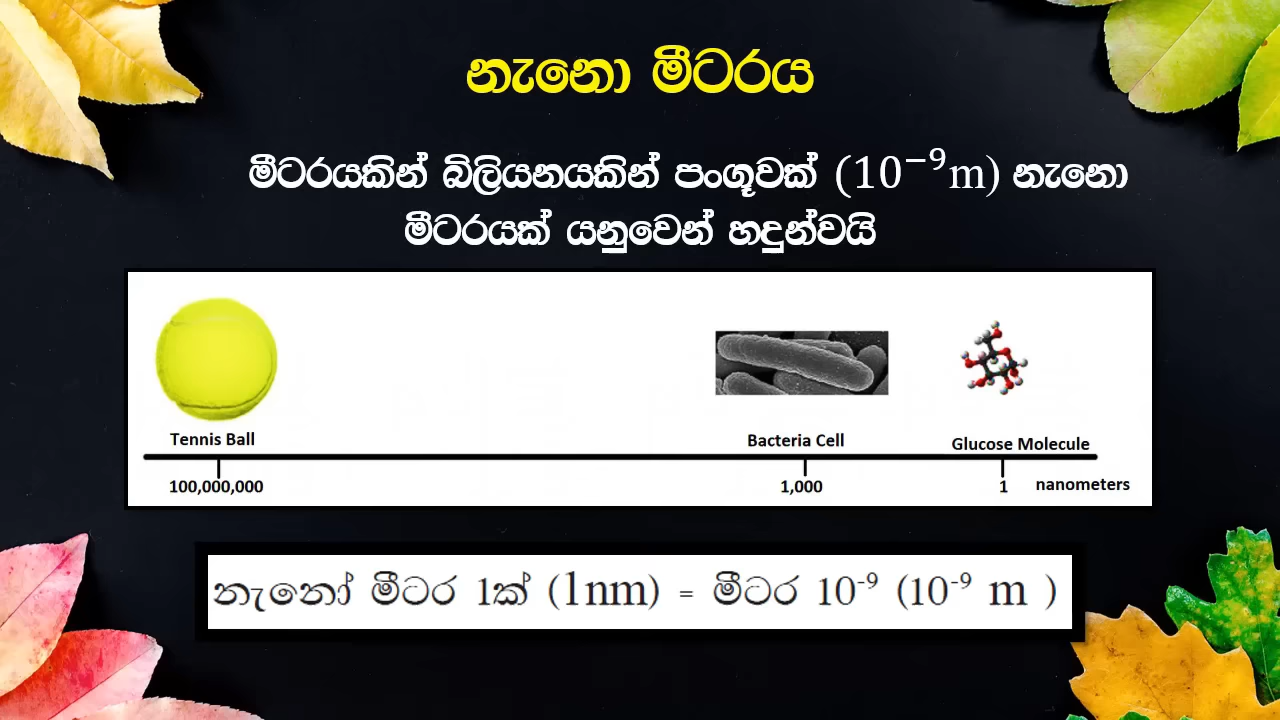 නැනො මීටරය
මීටරයකින් බිලියනයකින් පංගුවක් (10⁻⁹m) නැනො
මීටරයක් යනුවෙන් හදුන්වයි
Tennis Ball
Bacteria Cell
Glucose Molecule
100,000,000
1,000
1
nanometers
නැනෝ මීටර 1ක් (1nm) = මීටර 10⁻⁹ (10⁻⁹ m )